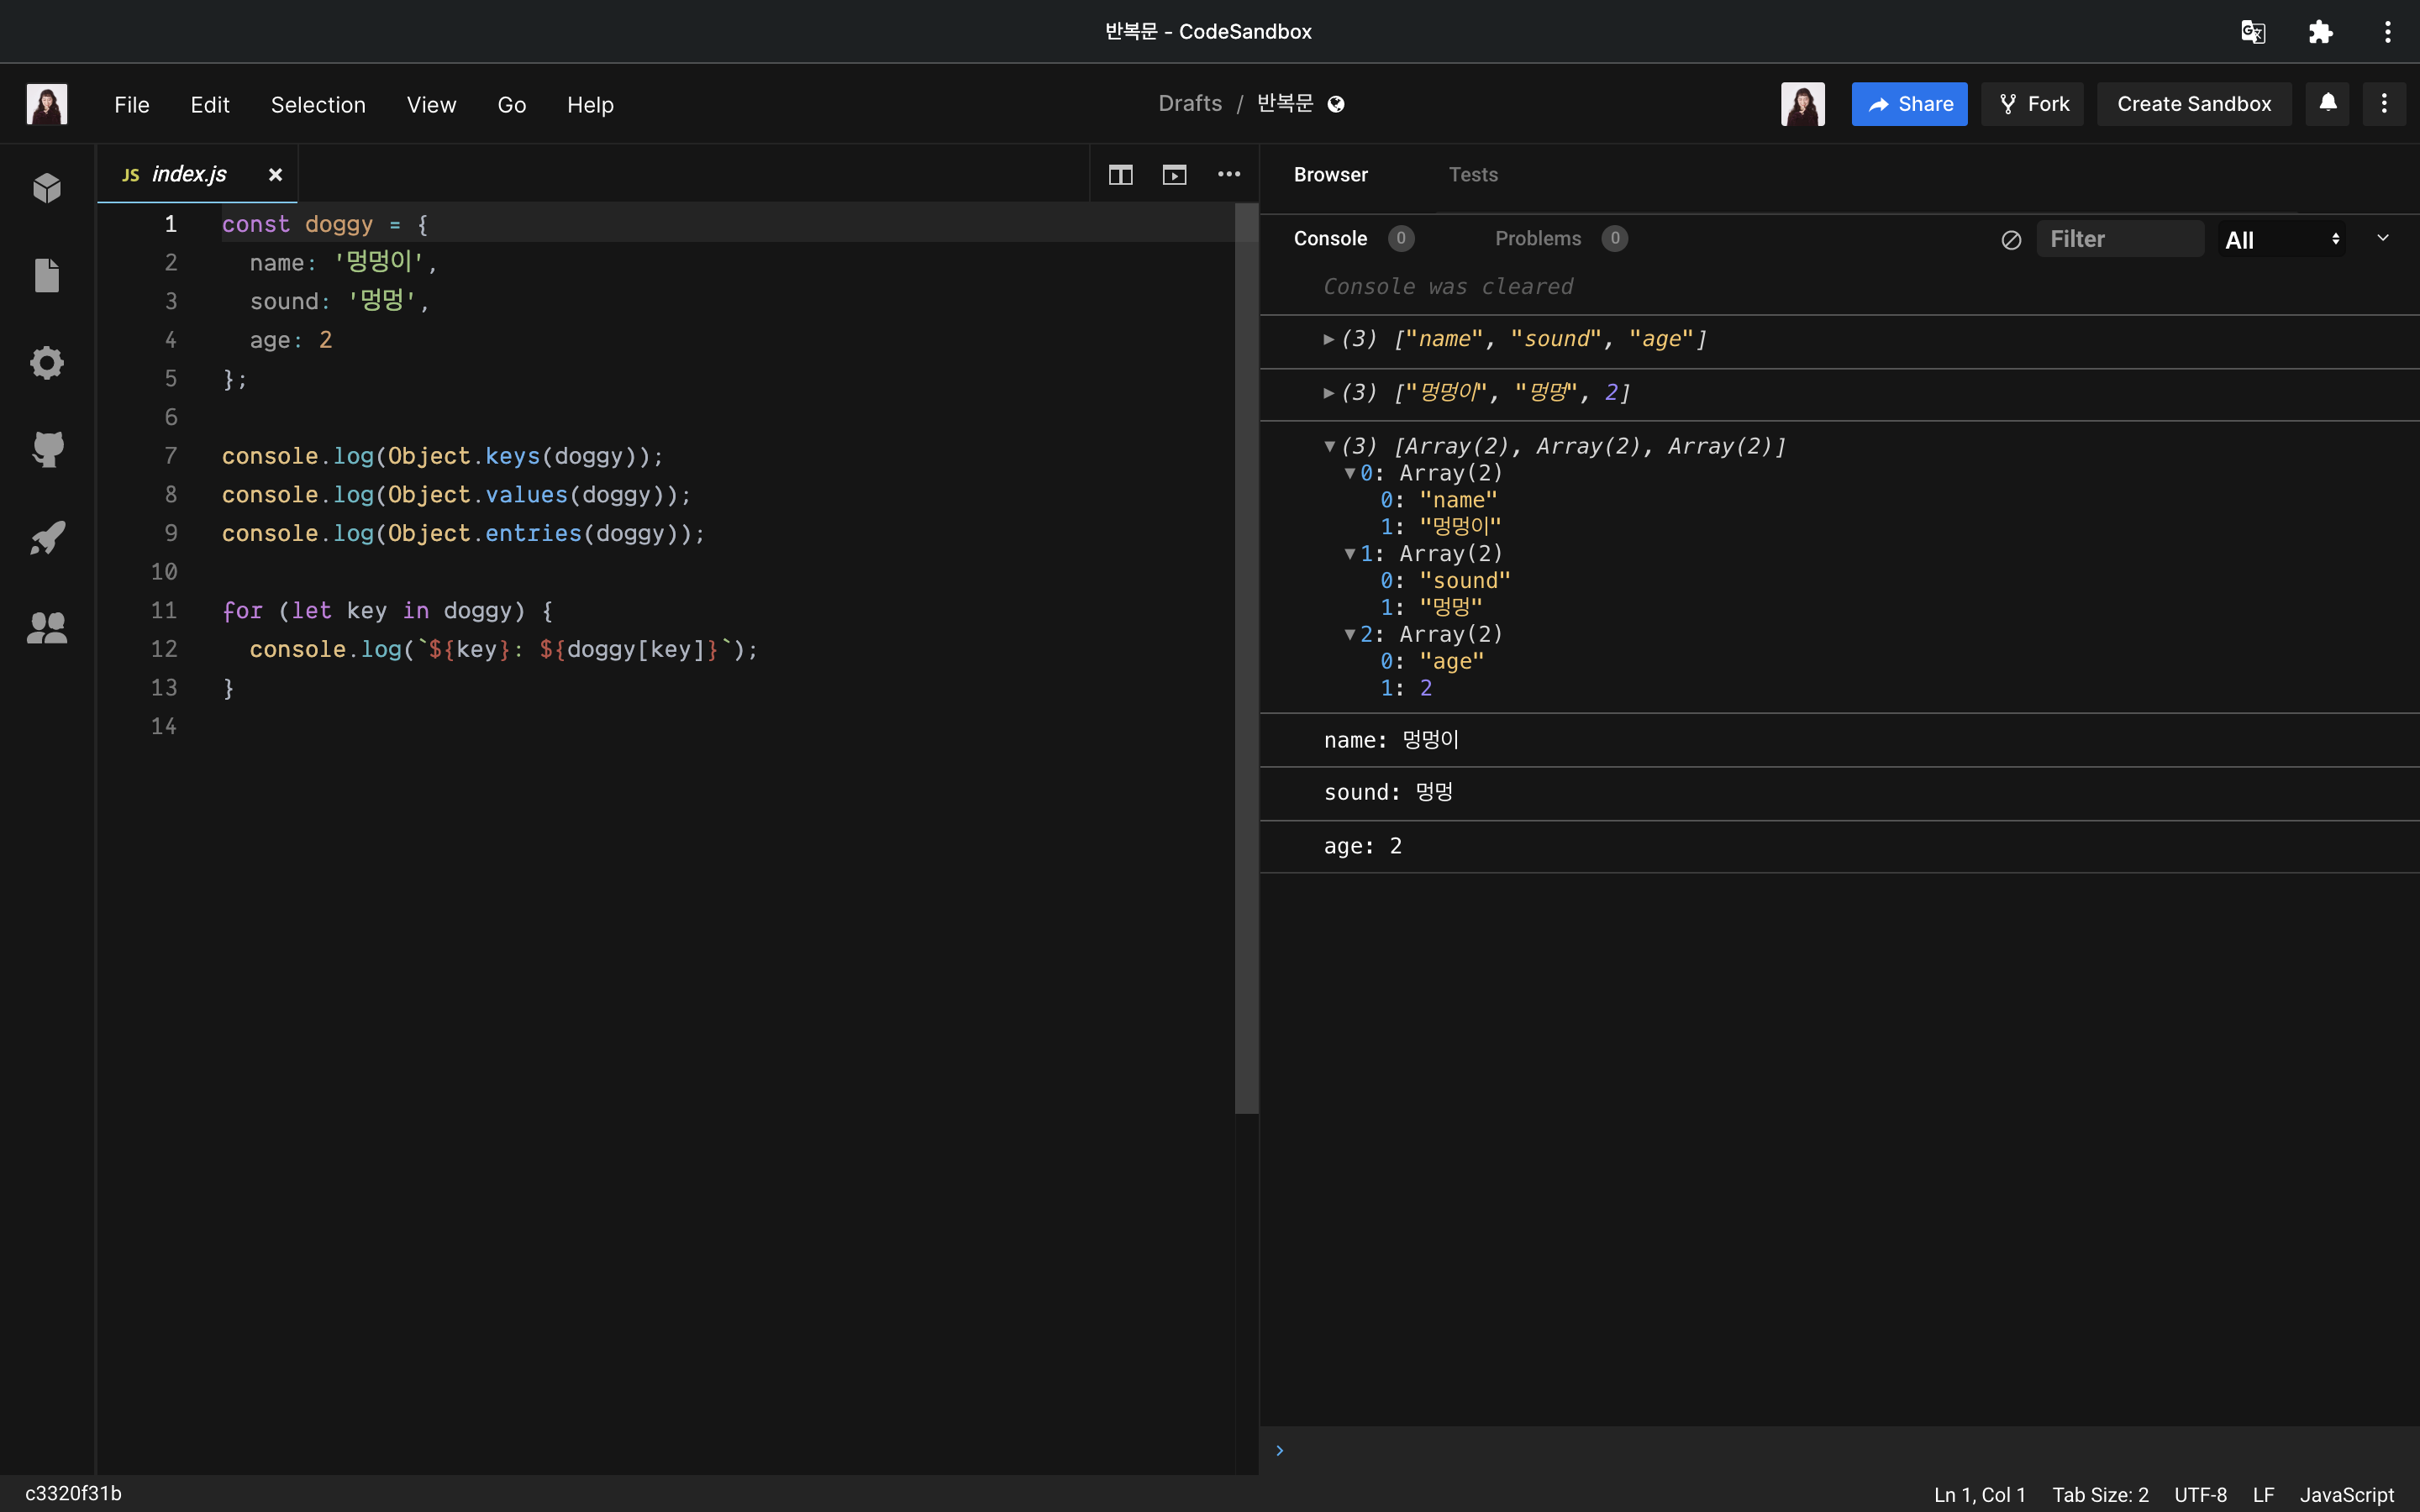 반복문 - CodeSandbox
File Edit Selection View Go Help
Drafts / 반복문
Share Fork Create Sandbox
JS index.js
1 const doggy = {
2 name: '멍멍이',
3 sound: '멍멍',
4 age: 2
5 };
6
7 console.log(Object.keys(doggy));
8 console.log(Object.values(doggy));
9 console.log(Object.entries(doggy));
10
11 for (let key in doggy) {
12 console.log(`${key}: ${doggy[key]}`);
13 }
14
Browser Tests
Console 0 Problems 0 Filter All
Console was cleared
(3) ["name", "sound", "age"]
(3) ["멍멍이", "멍멍", 2]
(3) [Array(2), Array(2), Array(2)]
0: Array(2)
0: "name"
1: "멍멍이"
1: Array(2)
0: "sound"
1: "멍멍"
2: Array(2)
0: "age"
1: 2
name: 멍멍이
sound: 멍멍
age: 2
c3320f31b
Ln 1, Col 1 Tab Size: 2 UTF-8 LF JavaScript